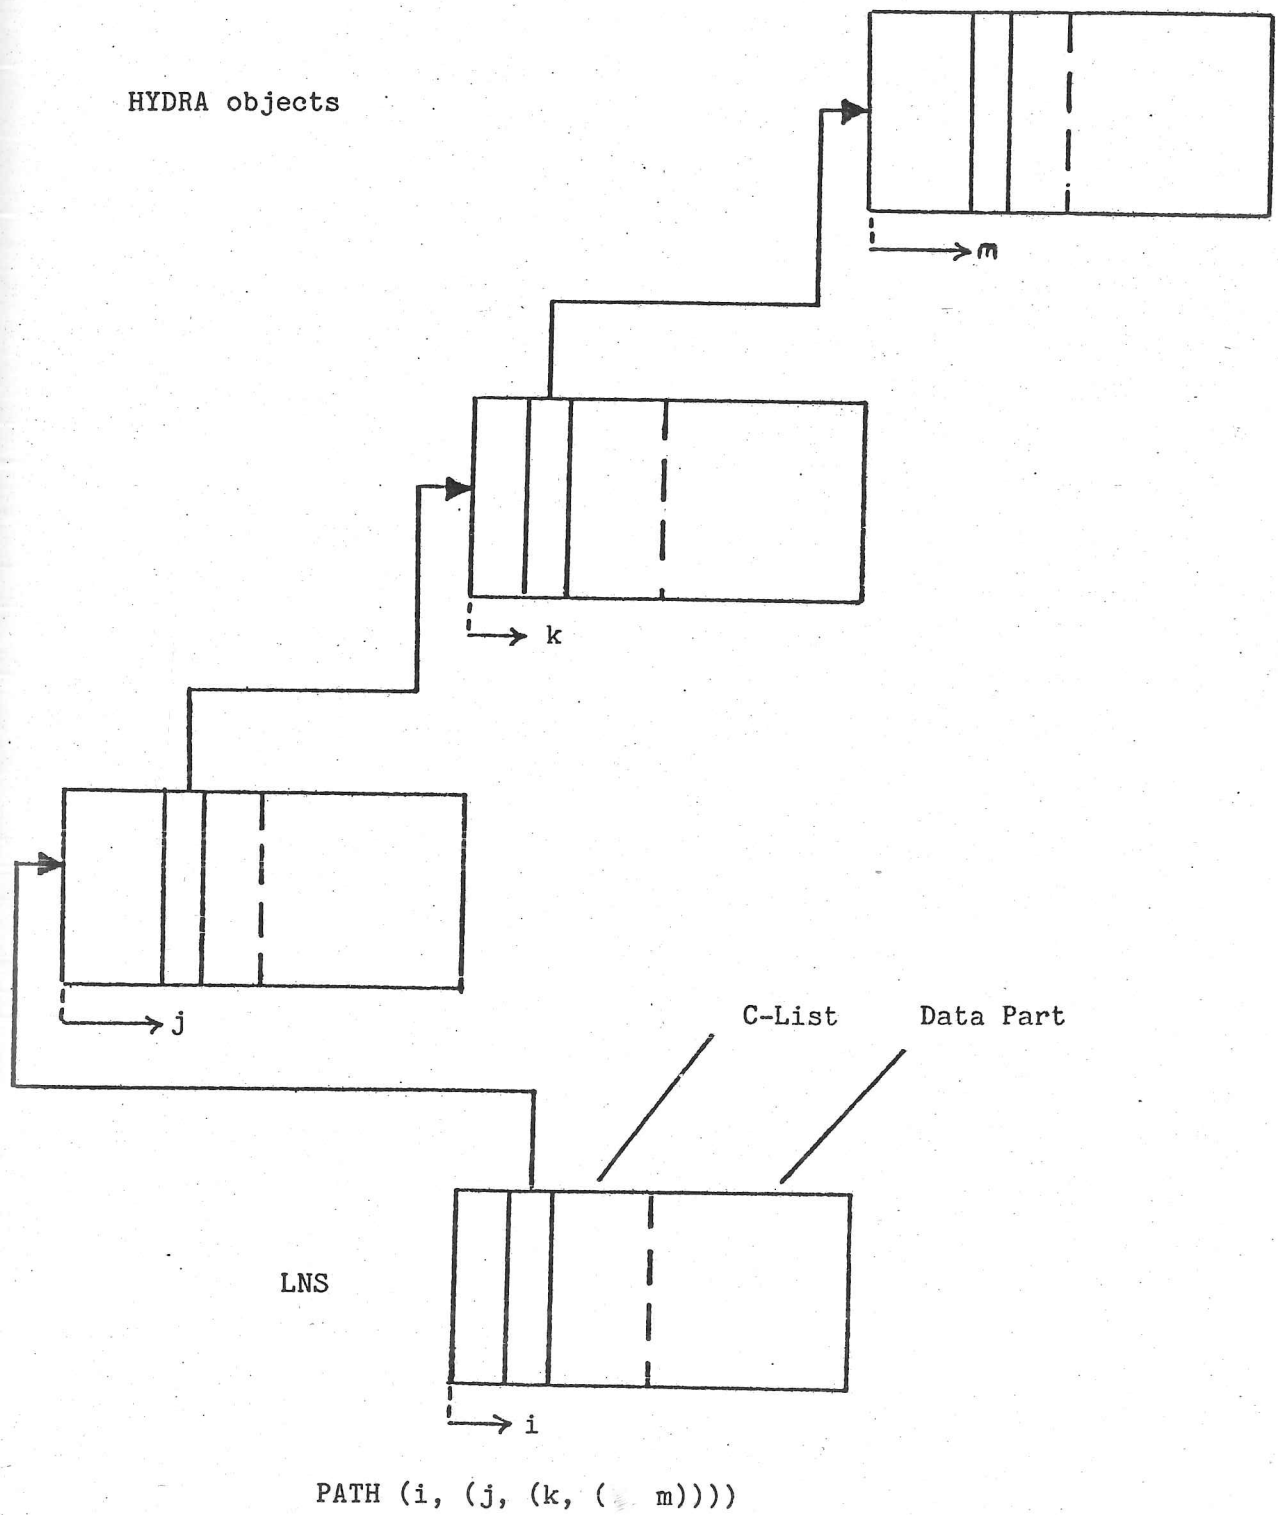 HYDRA objects
m
k
j
C-List
Data Part
LNS
i
PATH (i, (j, (k, ( m))))